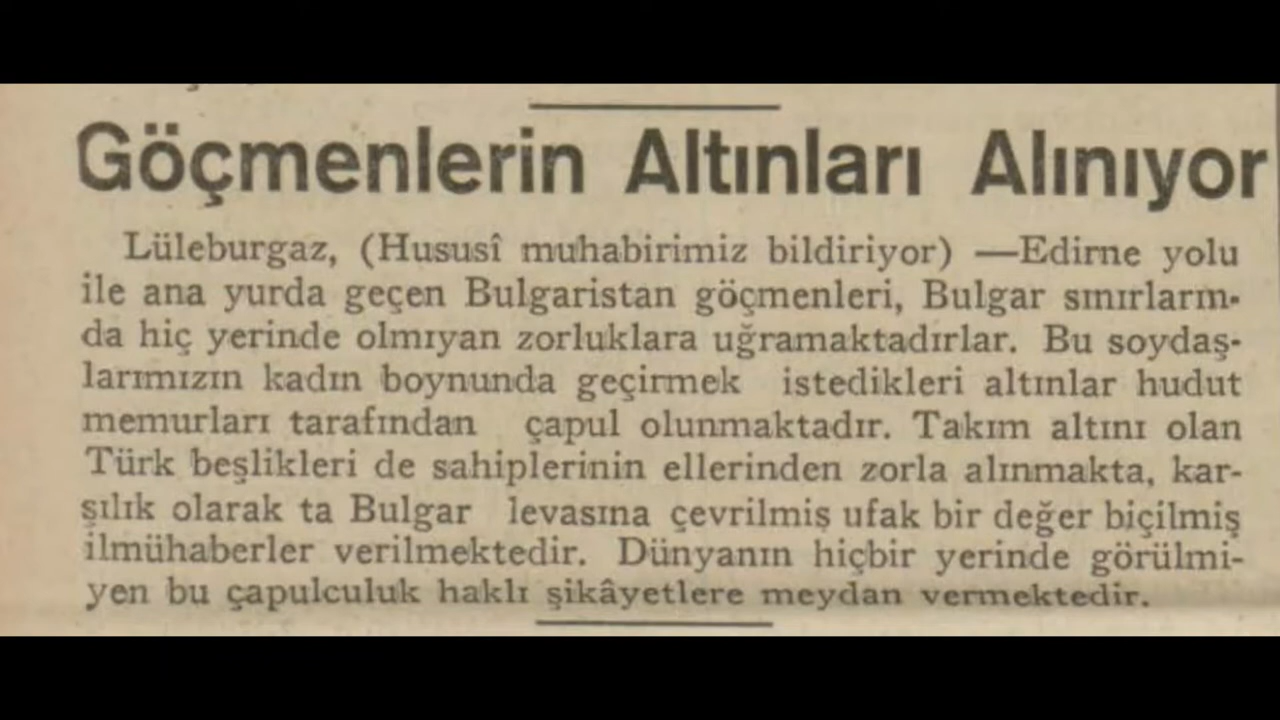 Göçmenlerin Altınları Alınıyor
Lüleburgaz, (Hususî muhabirimiz bildiriyor) —Edirne yolu
ile ana yurda geçen Bulgaristan göçmenleri, Bulgar sınırların-
da hiç yerinde olmıyan zorluklara uğramaktadırlar. Bu soydaş-
larımızın kadın boynunda geçirmek istedikleri altınlar hudut
memurları tarafından çapul olunmaktadır. Takım altını olan
Türk beşlikleri de sahiplerinin ellerinden zorla alınmakta, kar-
şılık olarak ta Bulgar levasına çevrilmiş ufak bir değer biçilmiş
ilmühaberler verilmektedir. Dünyanın hiçbir yerinde görülmi-
yen bu çapulculuk haklı şikâyetlere meydan vermektedir.